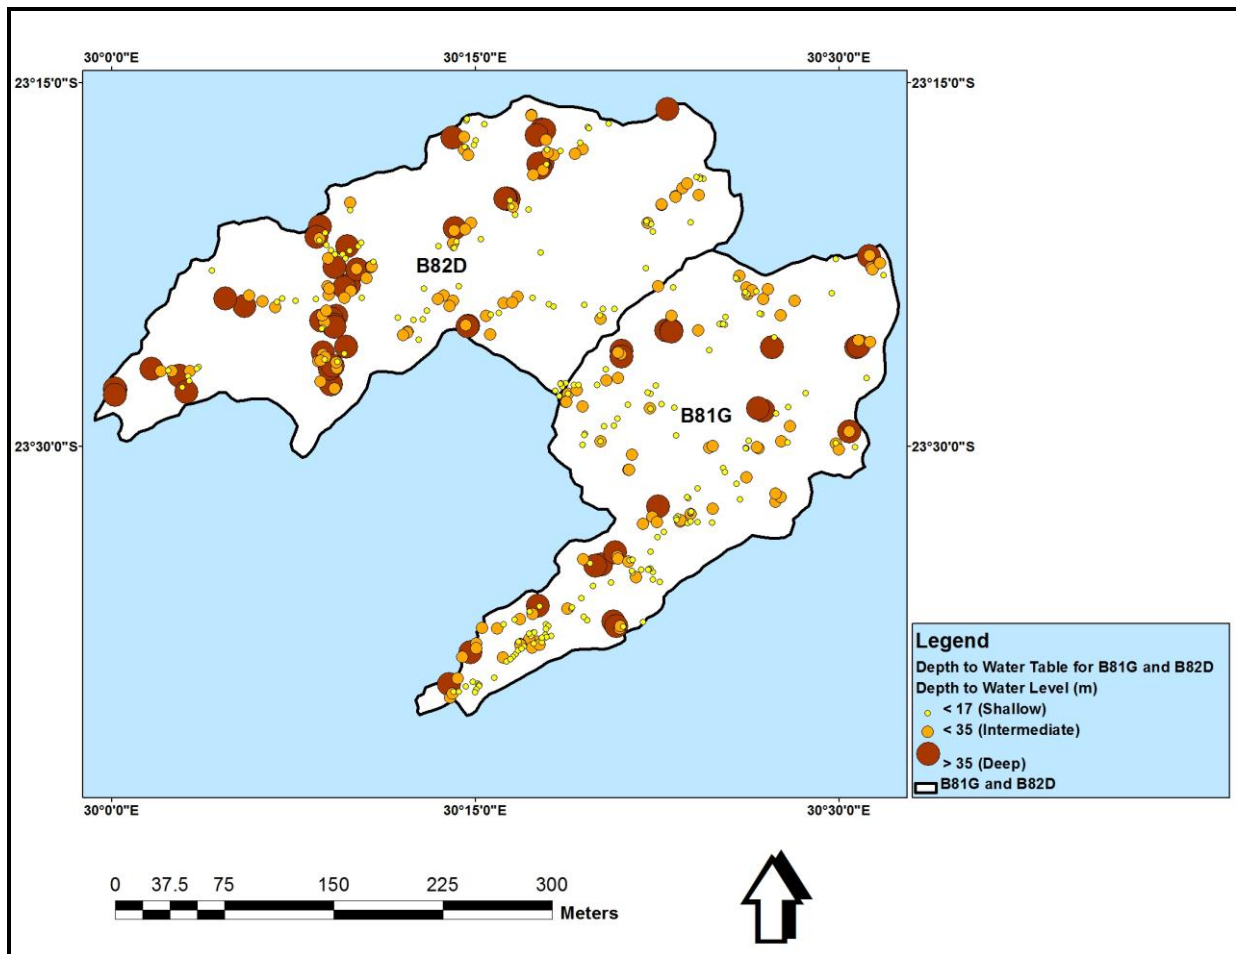 30°0'0"E 30°15'0"E 30°30'0"E
23°15'0"S 23°15'0"S
B82D
B81G
23°30'0"S 23°30'0"S
Legend
Depth to Water Table for B81G and B82D
Depth to Water Level (m)
< 17 (Shallow)
< 35 (Intermediate)
> 35 (Deep)
B81G and B82D
30°0'0"E 30°15'0"E 30°30'0"E
0 37.5 75 150 225 300
Meters